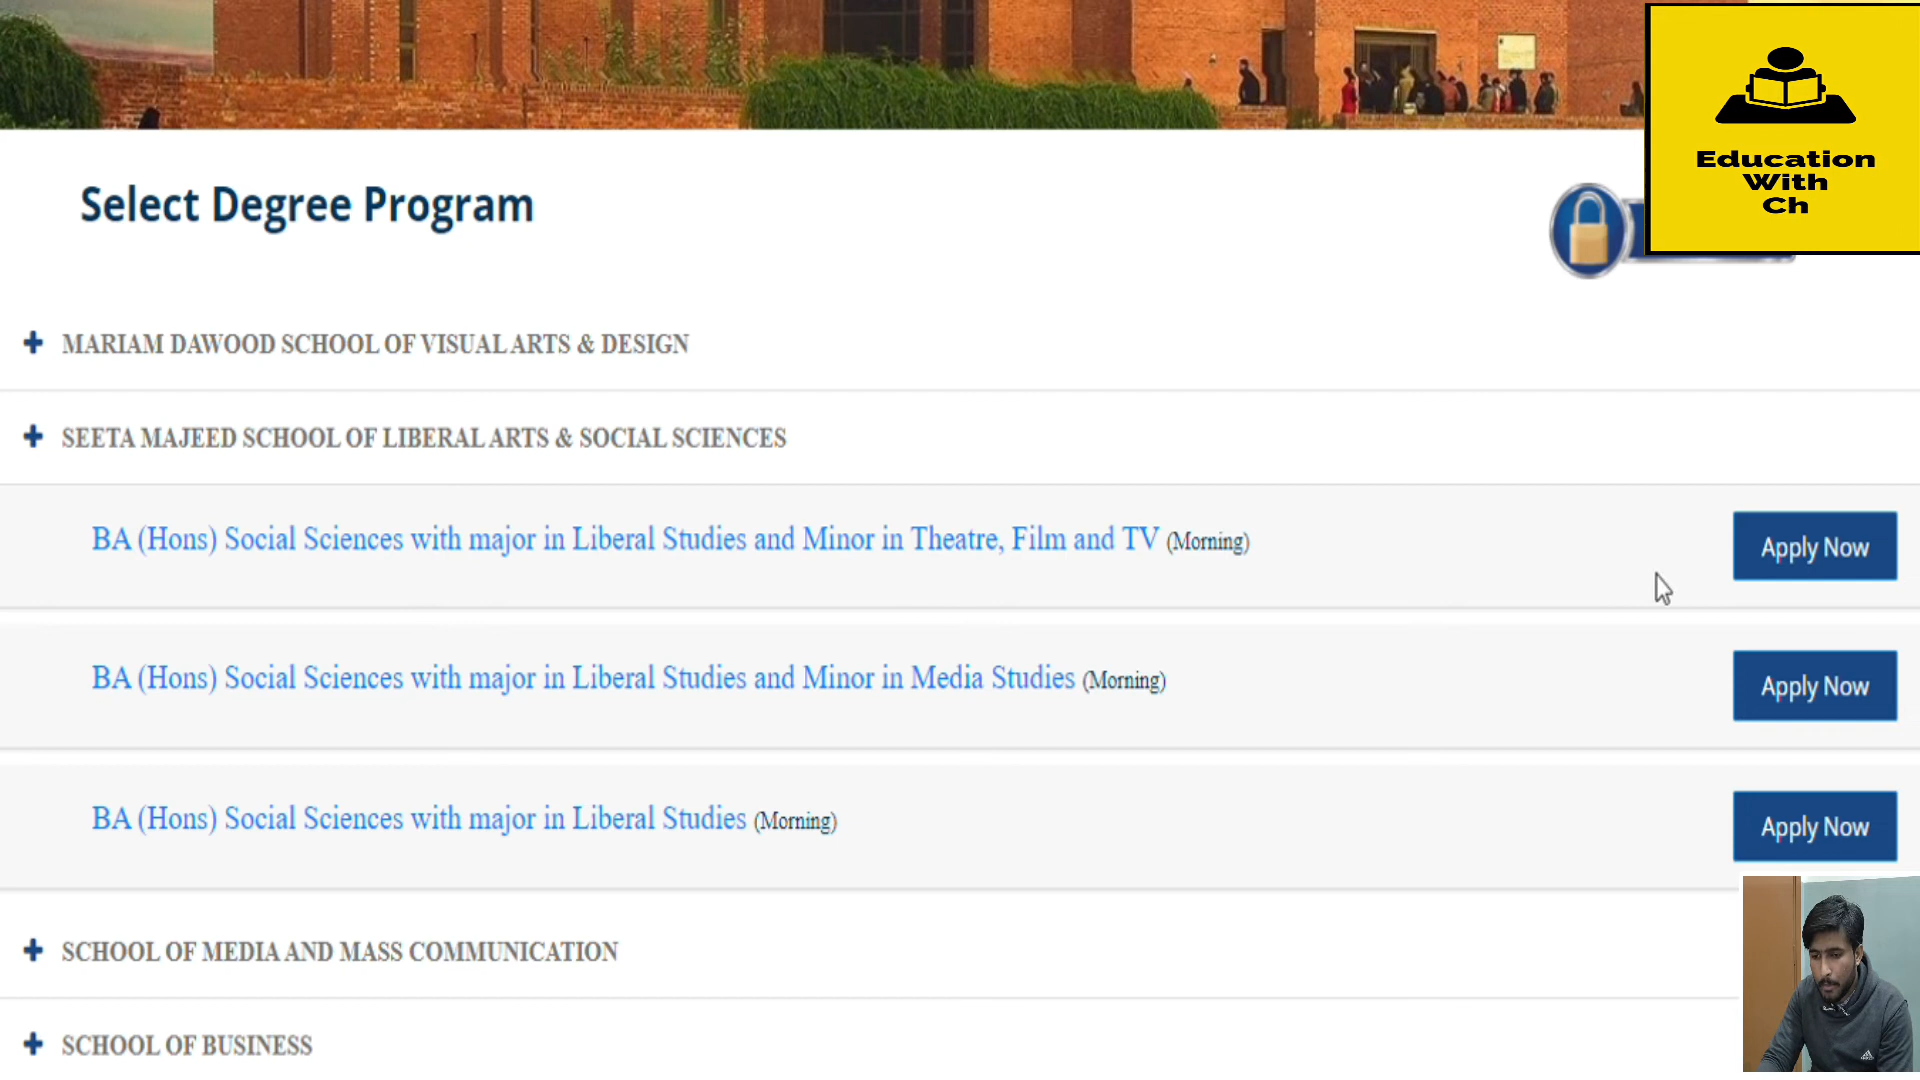 Education
With
Ch
Select Degree Program
MARIAM DAWOOD SCHOOL OF VISUAL ARTS & DESIGN
SEETA MAJEED SCHOOL OF LIBERAL ARTS & SOCIAL SCIENCES
BA (Hons) Social Sciences with major in Liberal Studies and Minor in Theatre, Film and TV (Morning)
Apply Now
BA (Hons) Social Sciences with major in Liberal Studies and Minor in Media Studies (Morning)
Apply Now
BA (Hons) Social Sciences with major in Liberal Studies (Morning)
Apply Now
SCHOOL OF MEDIA AND MASS COMMUNICATION
SCHOOL OF BUSINESS